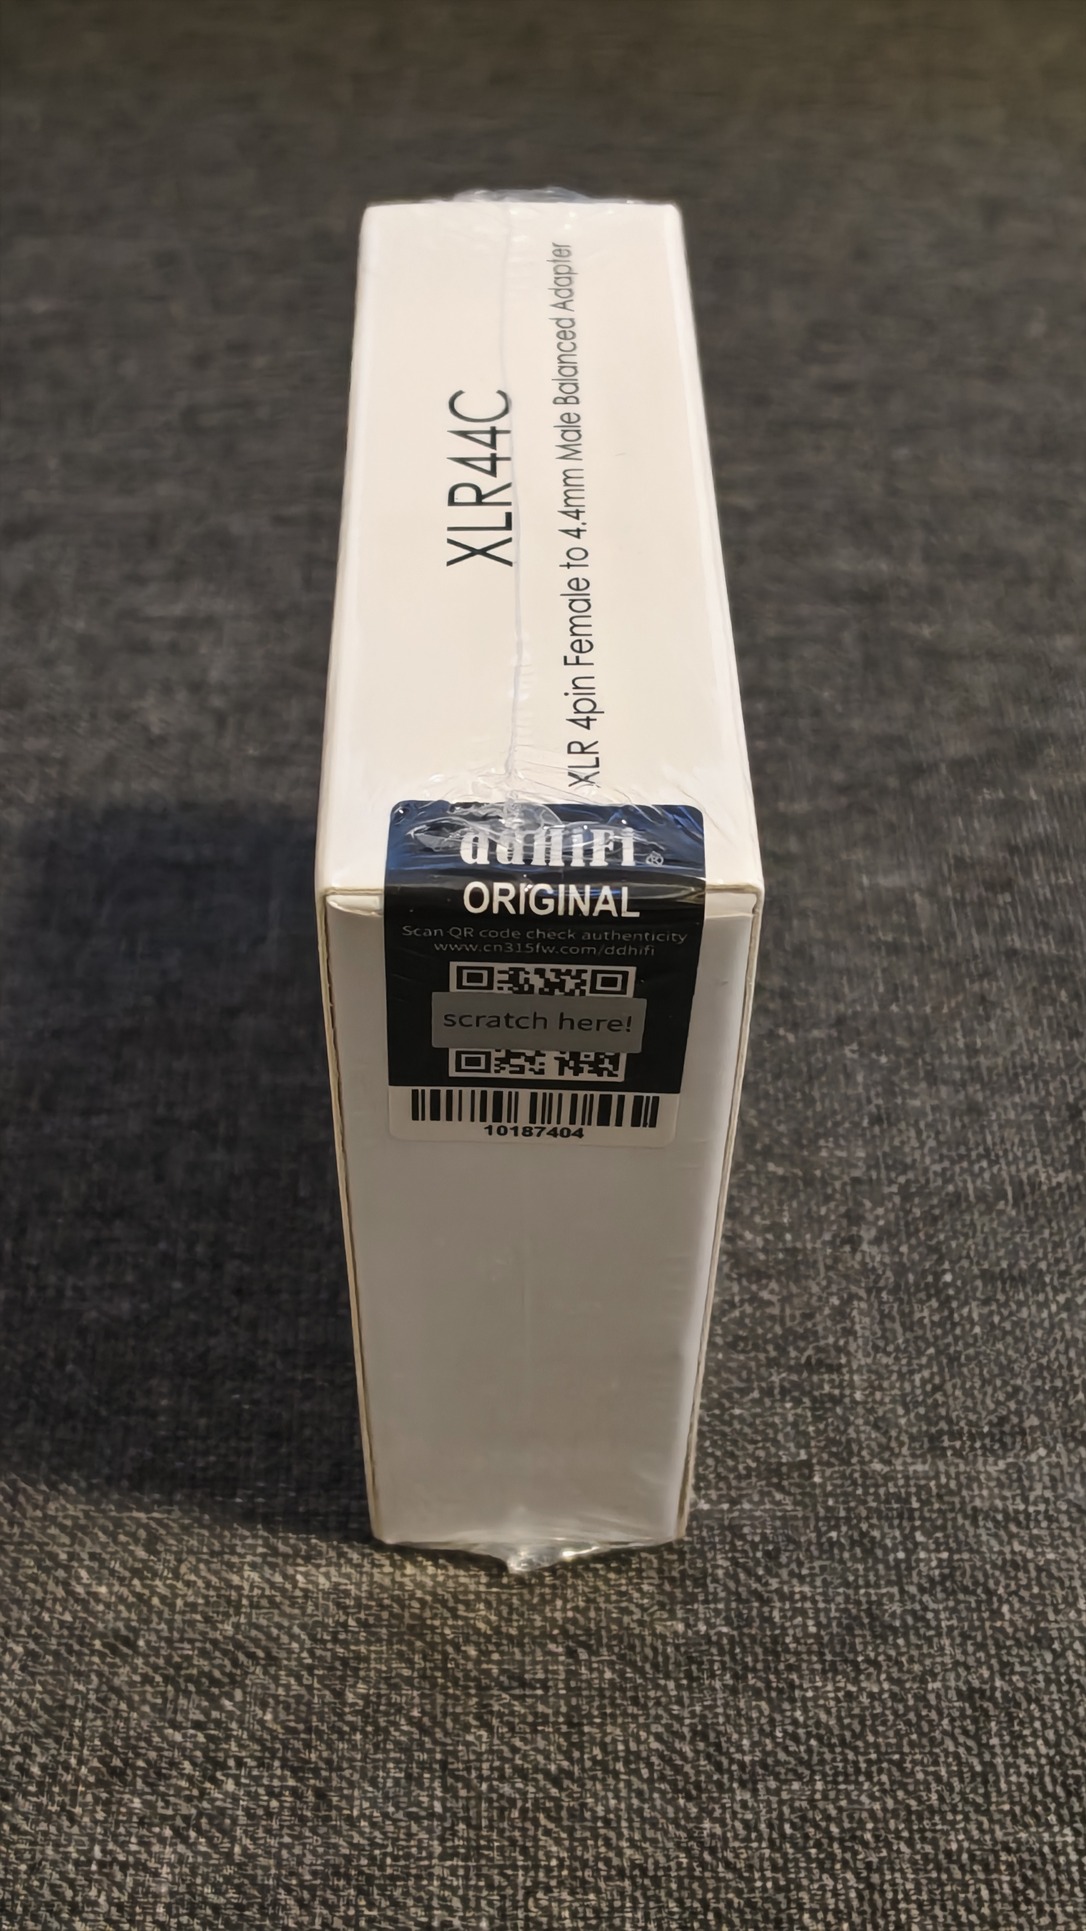 XLR44C
XLR 4pin Female to 4.4mm Male Balanced Adapter
ddHiFi®
ORIGINAL
Scan QR code check authenticity
www.cn315fw.com/ddhifi
scratch here!
10187404